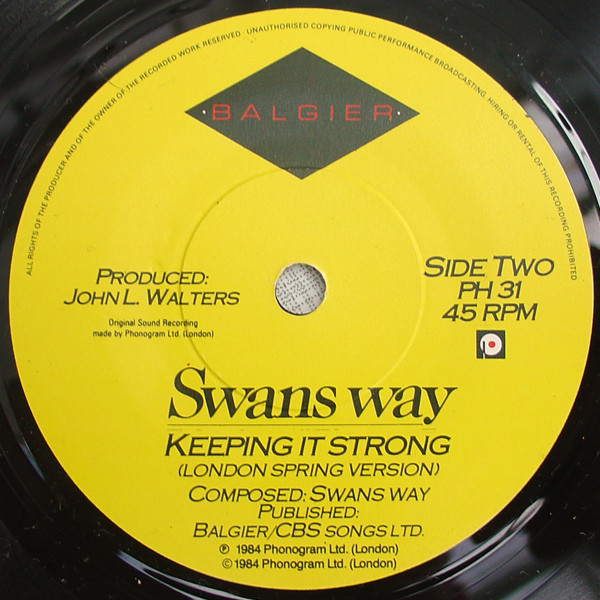 ALL RIGHTS OF THE PRODUCER AND OF THE OWNER OF THE RECORDED WORK RESERVED · UNAUTHORISED COPYING PUBLIC PERFORMANCE BROADCASTING, HIRING OR RENTAL OF THIS RECORDING PROHIBITED
·BALGIER·
PRODUCED:
JOHN L. WALTERS
Original Sound Recording
made by Phonogram Ltd. (London)
SIDE TWO
PH 31
45 RPM
Swans way
KEEPING IT STRONG
(LONDON SPRING VERSION)
COMPOSED: SWANS WAY
PUBLISHED:
BALGIER/CBS SONGS LTD.
℗ 1984 Phonogram Ltd. (London)
© 1984 Phonogram Ltd. (London)